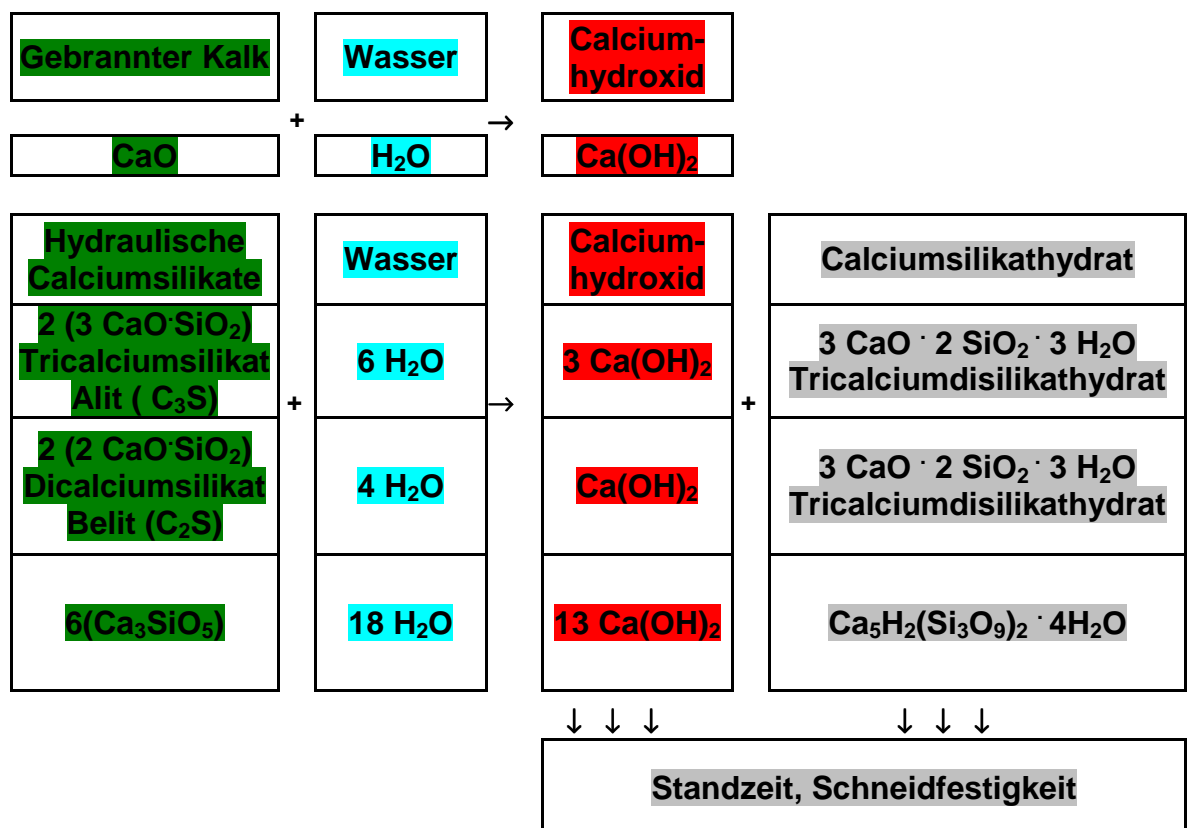 Gebrannter Kalk
Wasser
Calcium-
hydroxid
+
→
CaO
H₂O
Ca(OH)₂
Hydraulische
Calciumsilikate
Wasser
Calcium-
hydroxid
Calciumsilikathydrat
2 (3 CaO·SiO₂)
Tricalciumsilikat
Alit ( C₃S)
+
6 H₂O
→
3 Ca(OH)₂
+
3 CaO · 2 SiO₂ · 3 H₂O
Tricalciumdisilikathydrat
2 (2 CaO·SiO₂)
Dicalciumsilikat
Belit (C₂S)
4 H₂O
Ca(OH)₂
3 CaO · 2 SiO₂ · 3 H₂O
Tricalciumdisilikathydrat
6(Ca₃SiO₅)
18 H₂O
13 Ca(OH)₂
Ca₅H₂(Si₃O₉)₂ · 4H₂O
↓ ↓ ↓
↓ ↓ ↓
Standzeit, Schneidfestigkeit